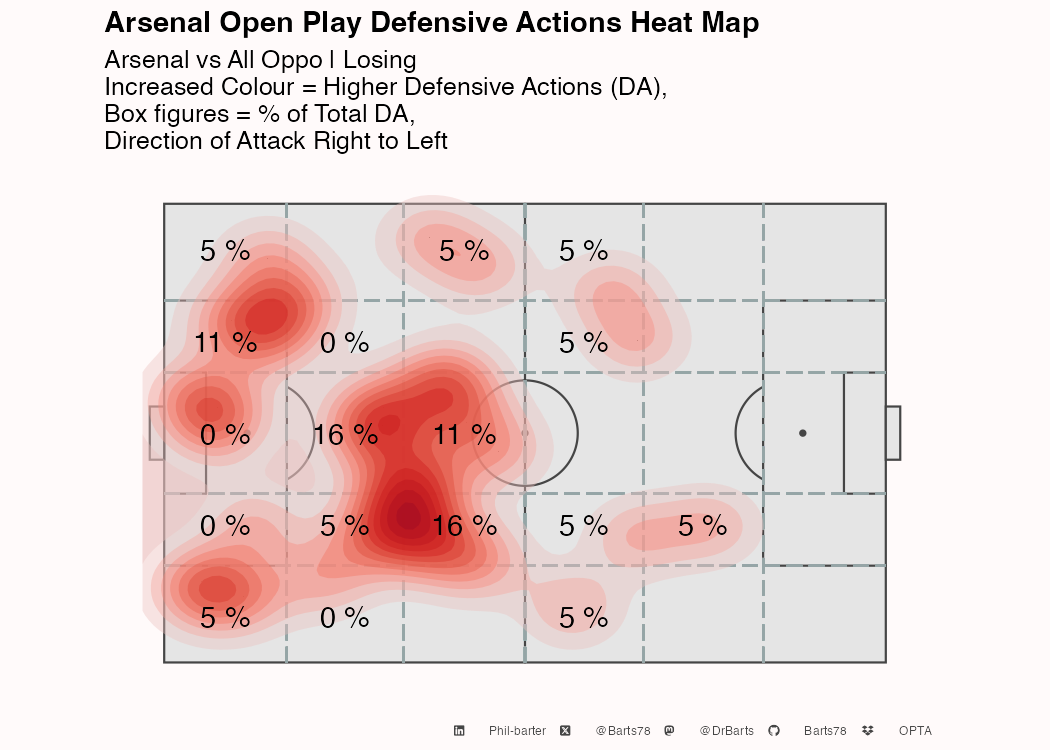 Arsenal Open Play Defensive Actions Heat Map
Arsenal vs All Oppo | Losing
Increased Colour = Higher Defensive Actions (DA),
Box figures = % of Total DA,
Direction of Attack Right to Left
5 % 5 % 5 %
11 % 0 % 5 %
0 % 16 % 11 %
0 % 5 % 16 % 5 % 5 %
5 % 0 % 5 %
Phil-barter @Barts78 @DrBarts Barts78 OPTA